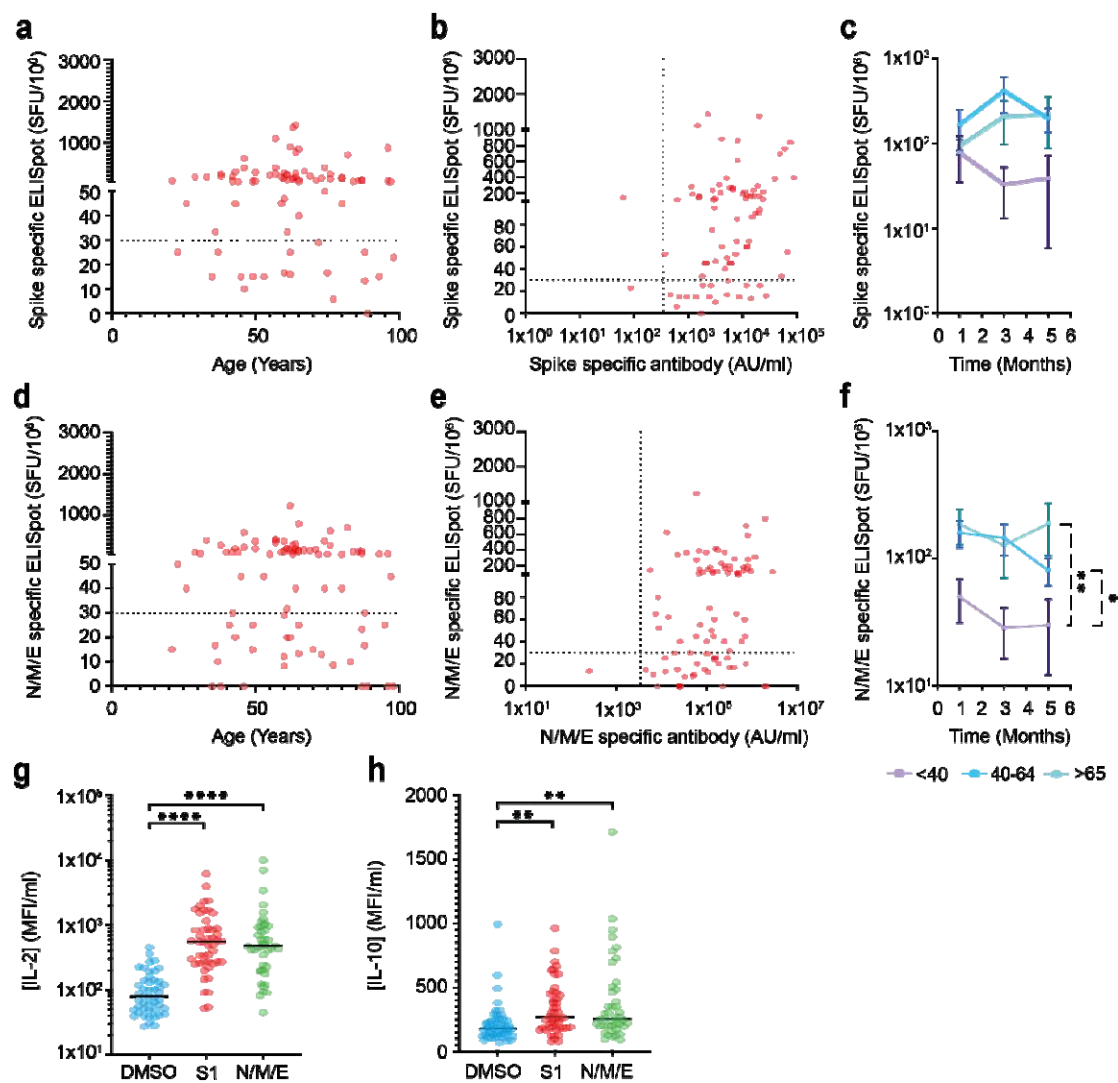 a
Spike specific ELISpot (SFU/10⁶)
3000
2000
1000
50
40
30
20
10
0
0
50
100
Age (Years)
b
Spike specific ELISpot (SFU/10⁶)
3000
2000
1000
800
600
400
200
80
60
40
20
0
1x10⁰
1x10¹
1x10²
1x10³
1x10⁴
1x10⁵
Spike specific antibody (AU/ml)
c
Spike specific ELISpot (SFU/10⁶)
1x10³
1x10²
1x10¹
1x10⁰
0
1
2
3
4
5
6
Time (Months)
d
N/M/E specific ELISpot (SFU/10⁶)
3000
2000
1000
50
40
30
20
10
0
0
50
100
Age (Years)
e
N/M/E specific ELISpot (SFU/10⁶)
3000
2000
1000
800
600
400
200
80
60
40
20
0
1x10¹
1x10³
1x10⁵
1x10⁷
N/M/E specific antibody (AU/ml)
f
N/M/E specific ELISpot (SFU/10⁶)
1x10³
1x10²
1x10¹
0
1
2
3
4
5
6
Time (Months)
**
*
<40
40-64
>65
g
[IL-2] (MFI/ml)
1x10⁵
1x10⁴
1x10³
1x10²
1x10¹
****
****
DMSO
S1
N/M/E
h
[IL-10] (MFI/ml)
2000
1500
1000
500
0
**
**
DMSO
S1
N/M/E